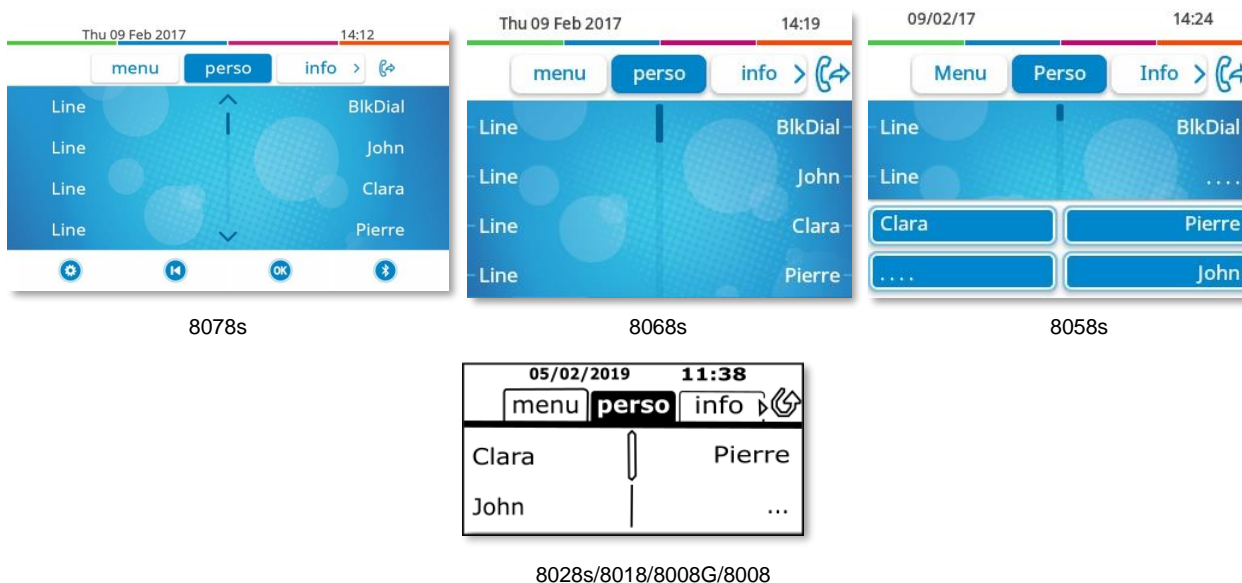 Thu 09 Feb 2017 14:12
menu perso info >
Line BlkDial
Line John
Line Clara
Line Pierre
OK
8078s
Thu 09 Feb 2017 14:19
menu perso info >
Line BlkDial
Line John
Line Clara
Line Pierre
8068s
09/02/17 14:24
Menu Perso Info >
Line BlkDial
Line ....
Clara Pierre
.... John
8058s
05/02/2019 11:38
menu perso info
Clara Pierre
John ...
8028s/8018/8008G/8008